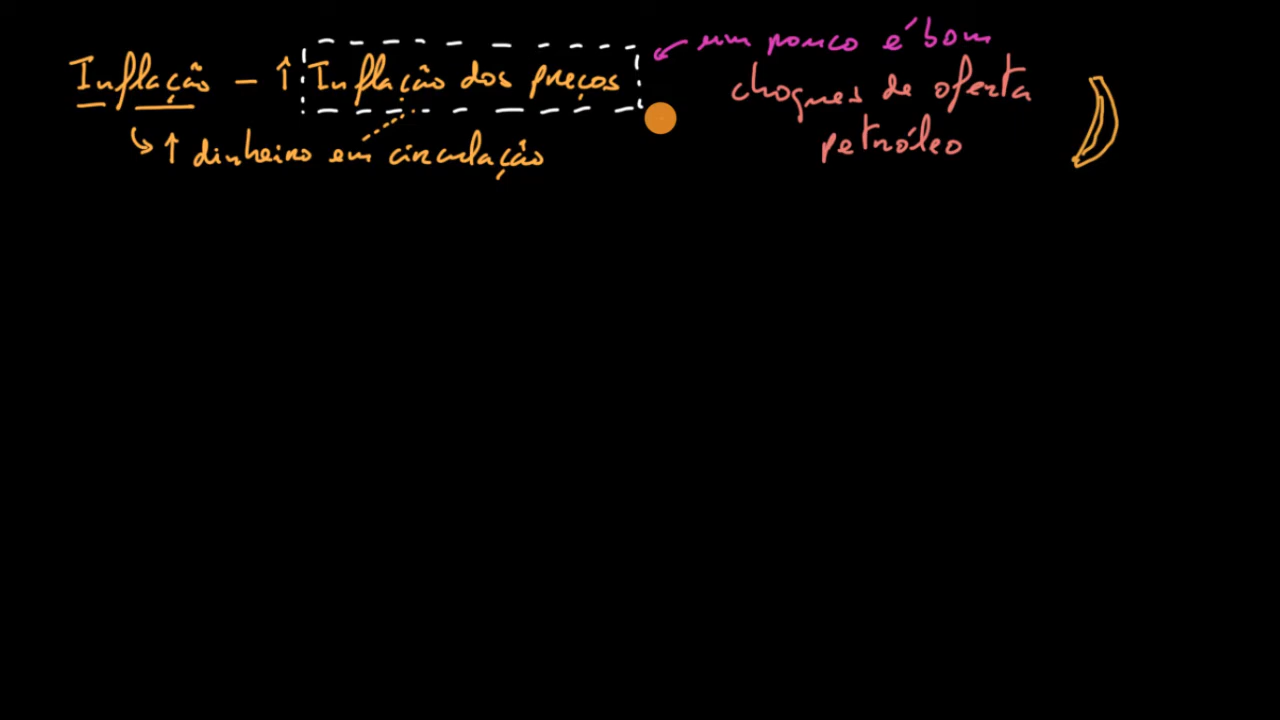 Inflação - ↑ Inflação dos preços
um pouco é bom
choques de oferta
petróleo
↑ dinheiro em circulação